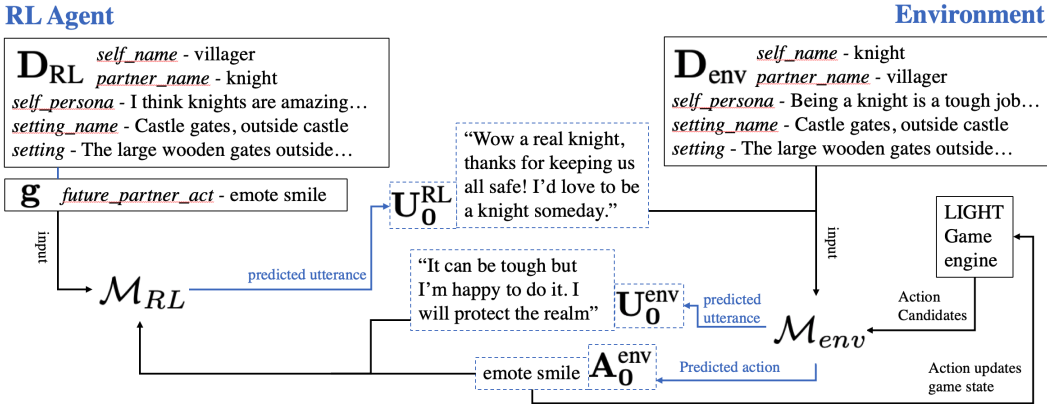 RL Agent
Environment
D_RL
self_name - villager
partner_name - knight
self_persona - I think knights are amazing…
setting_name - Castle gates, outside castle
setting - The large wooden gates outside…
g future_partner_act - emote smile
D_env
self_name - knight
partner_name - villager
self_persona - Being a knight is a tough job…
setting_name - Castle gates, outside castle
setting - The large wooden gates outside…
U_0^RL
“Wow a real knight,
thanks for keeping us
all safe! I’d love to be
a knight someday.”
input
predicted utterance
M_RL
“It can be tough but
I’m happy to do it. I
will protect the realm”
U_0^env
predicted
utterance
input
M_env
LIGHT
Game
engine
Action
Candidates
emote smile
A_0^env
Predicted action
Action updates
game state